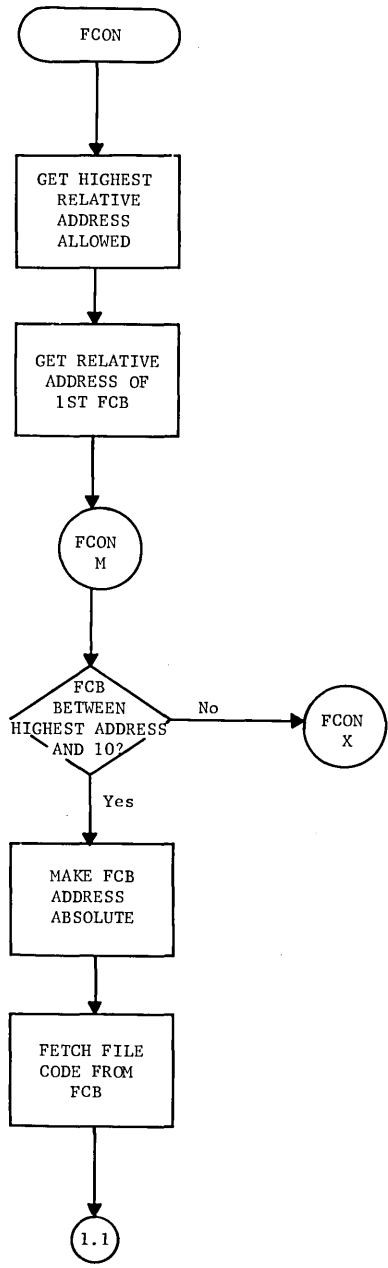 FCON
GET HIGHEST
RELATIVE
ADDRESS
ALLOWED
GET RELATIVE
ADDRESS OF
1ST FCB
FCON
M
FCB
BETWEEN
HIGHEST ADDRESS
AND 10?
No
FCON
X
Yes
MAKE FCB
ADDRESS
ABSOLUTE
FETCH FILE
CODE FROM
FCB
1.1